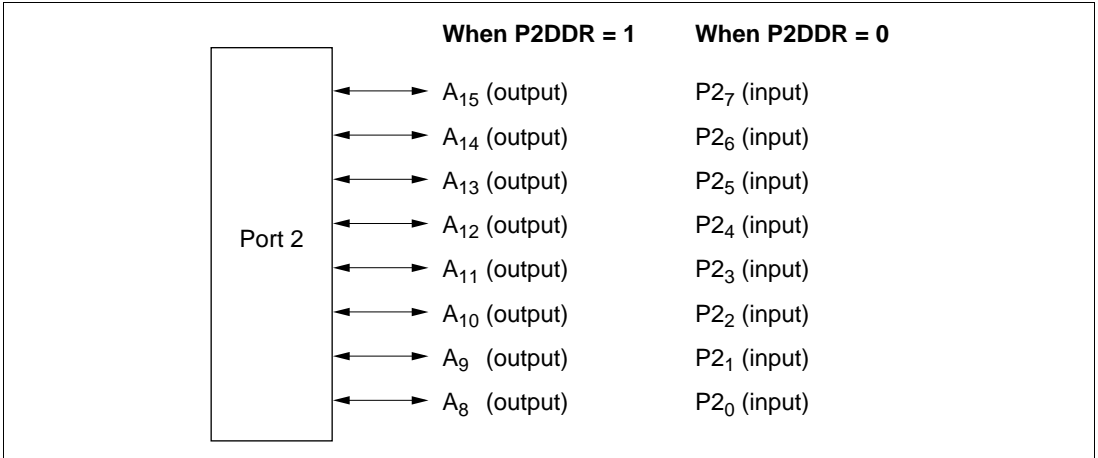 When P2DDR = 1 When P2DDR = 0
A15 (output) P27 (input)
A14 (output) P26 (input)
A13 (output) P25 (input)
Port 2 A12 (output) P24 (input)
A11 (output) P23 (input)
A10 (output) P22 (input)
A9 (output) P21 (input)
A8 (output) P20 (input)